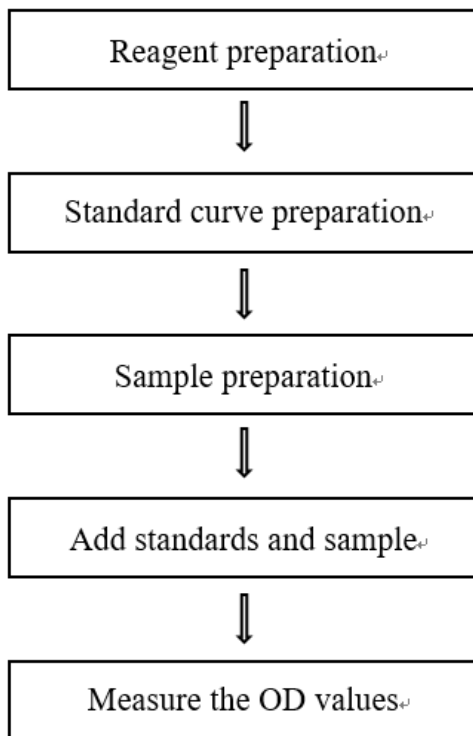 Reagent preparation
Standard curve preparation
Sample preparation
Add standards and sample
Measure the OD values